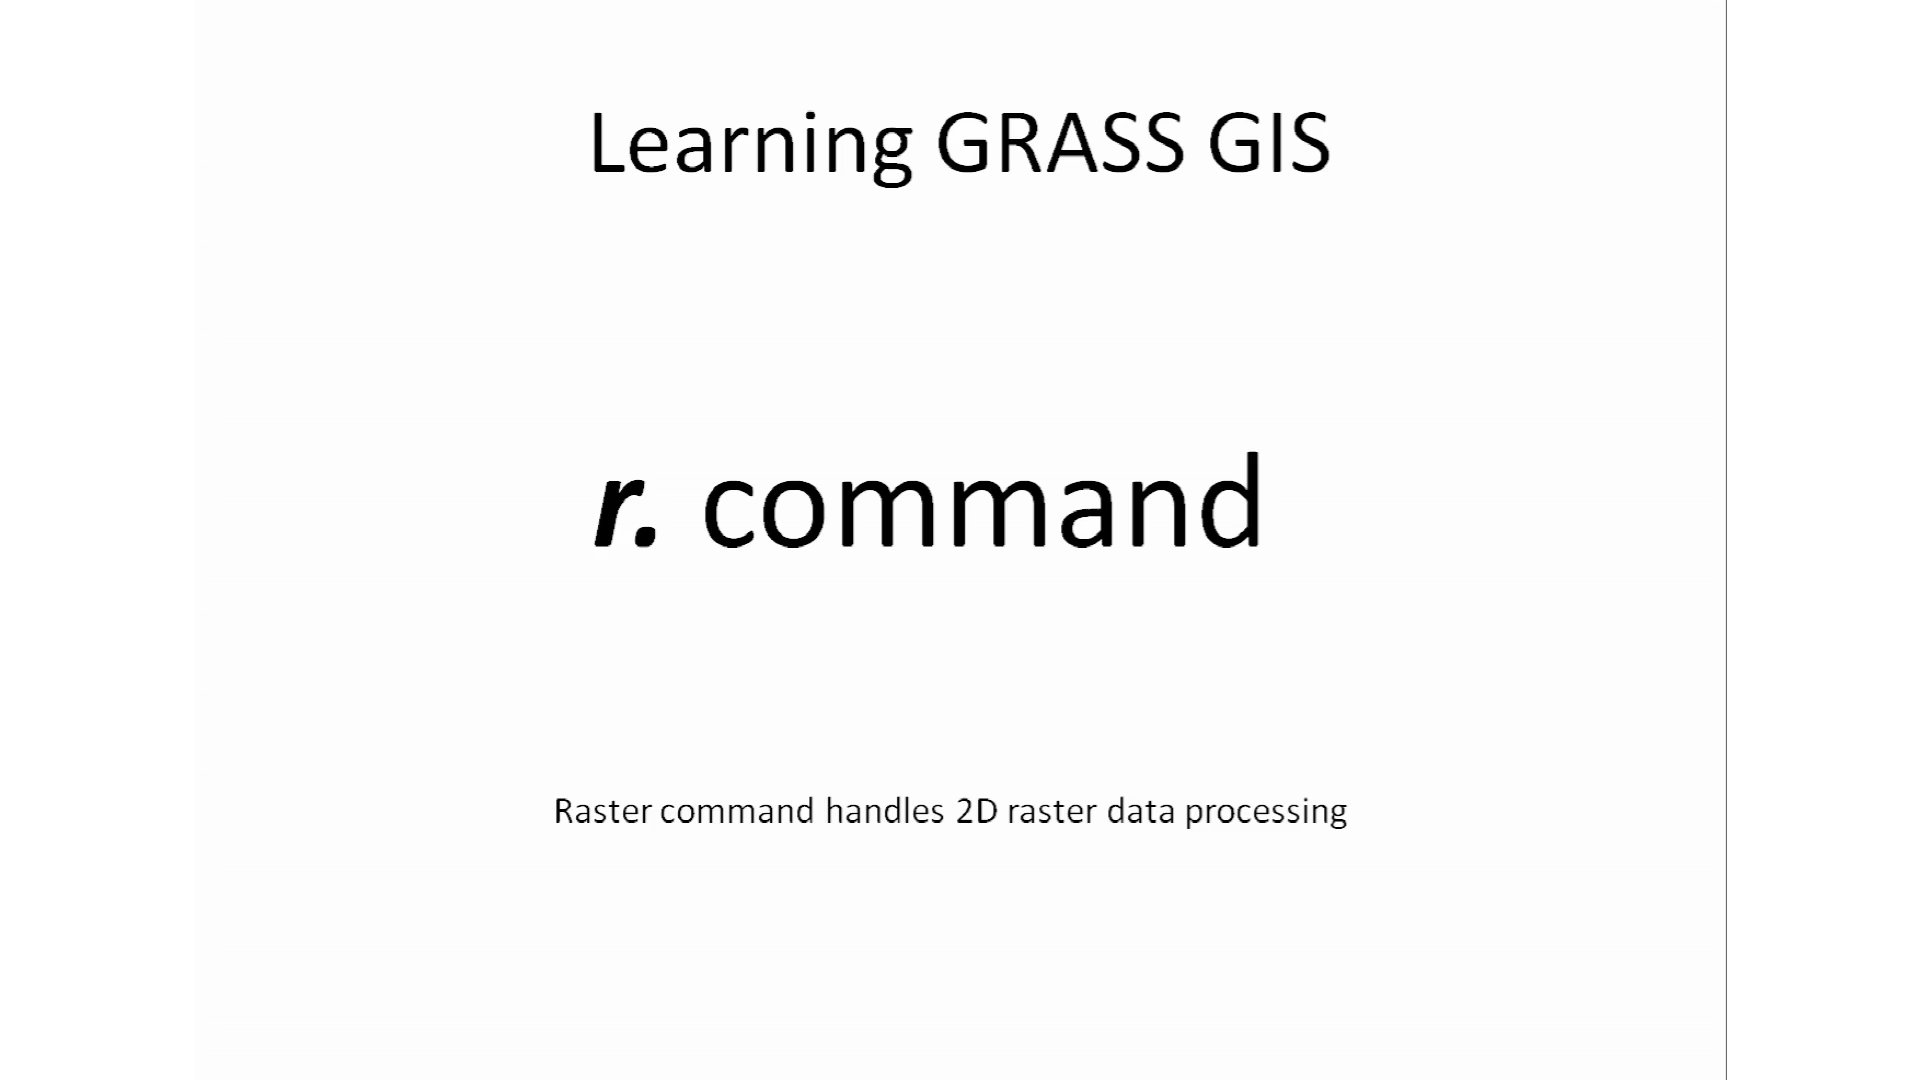 Learning GRASS GIS
r. command
Raster command handles 2D raster data processing